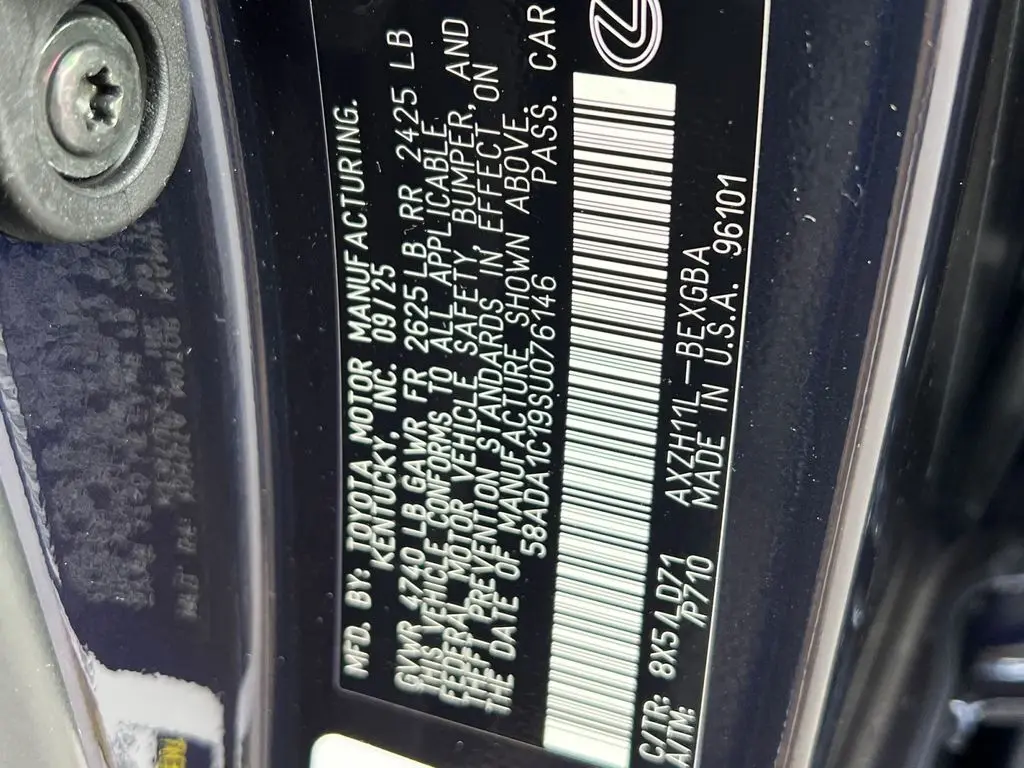 MFD. BY: TOYOTA MOTOR MANUFACTURING.
KENTUCKY, INC. 09/25
GVWR 4740 LB GAWR FR 2625 LB RR 2425 LB
THIS VEHICLE CONFORMS TO ALL APPLICABLE
FEDERAL MOTOR VEHICLE SAFETY, BUMPER, AND
THEFT PREVENTION STANDARDS IN EFFECT ON
THE DATE OF MANUFACTURE SHOWN ABOVE.
58ADA1C19SU076146 PASS. CAR
C/TR: 8X5/LD71 AXZH11L-BEXGBA
A/TM: /P710 MADE IN U.S.A. 96101